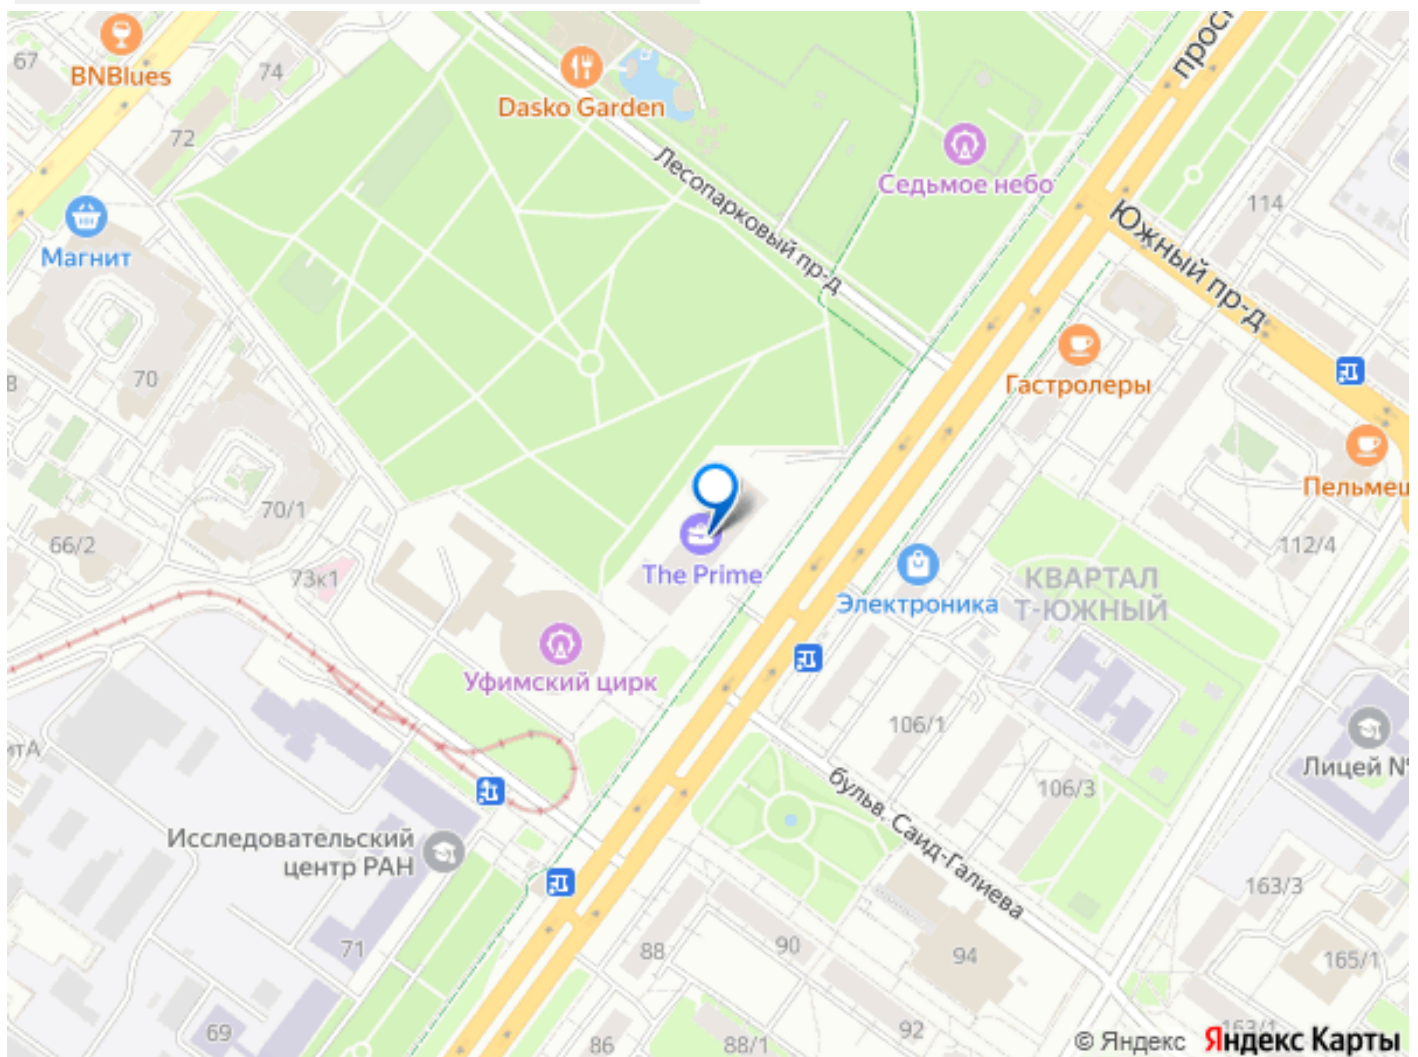 67
BNBlues
74
72
Dasko Garden
Лесопарковый пр-д
Седьмое небо
114
Южный пр-д
Магнит
70
Гастролеры
70/1
66/2
73к1
The Prime
Электроника
КВАРТАЛ
Т-ЮЖНЫЙ
112/4
Уфимский цирк
106/1
106/3
Лицей №
бульв. Саид-Галиева
Исследовательский
центр РАН
71
69
88
90
94
92
86
88/1
163/3
165/1
163/1
© Яндекс Яндекс Карты